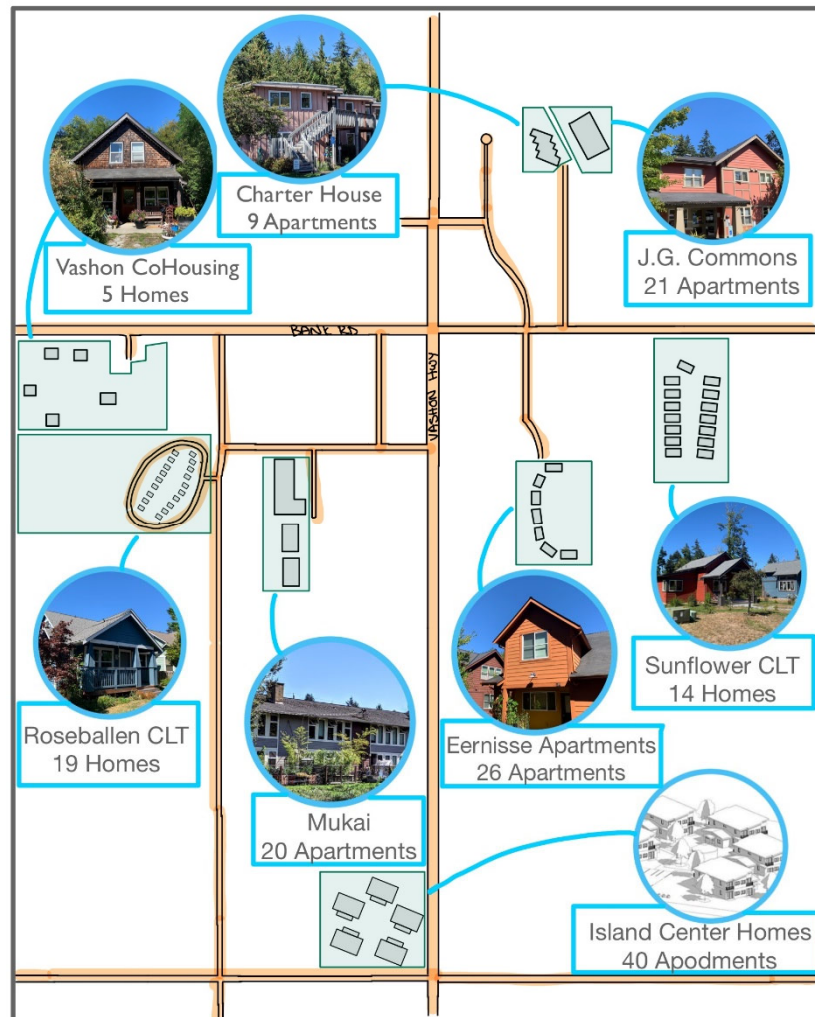 Charter House
9 Apartments
Vashon CoHousing
5 Homes
J.G. Commons
21 Apartments
BANK RD
VASHON HWY
Roseballen CLT
19 Homes
Mukai
20 Apartments
Eernisse Apartments
26 Apartments
Sunflower CLT
14 Homes
Island Center Homes
40 Apodments